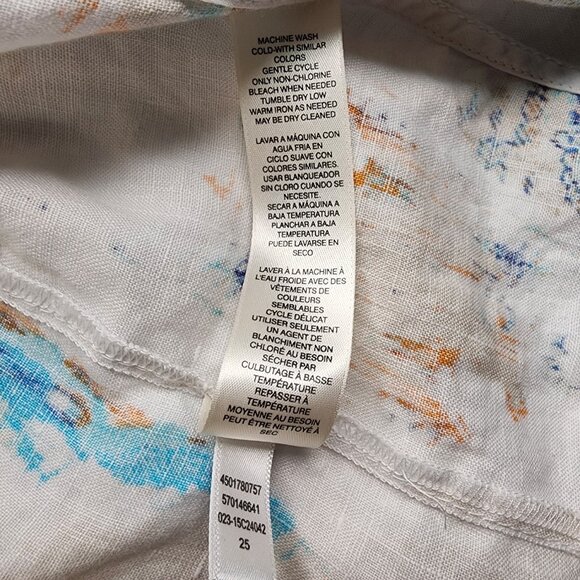 MACHINE WASH
COLD-WITH SIMILAR
COLORS
GENTLE CYCLE
ONLY NON-CHLORINE
BLEACH WHEN NEEDED
TUMBLE DRY LOW
WARM IRON AS NEEDED
MAY BE DRY CLEANED
LAVAR A MÁQUINA CON
AGUA FRIA EN
CICLO SUAVE CON
COLORES SIMILARES.
USAR BLANQUEADOR
SIN CLORO CUANDO SE
NECESITE.
SECAR A MÁQUINA A
BAJA TEMPERATURA
PLANCHAR A BAJA
TEMPERATURA
PUEDE LAVARSE EN
SECO
LAVER À LA MACHINE À
L'EAU FROIDE AVEC DES
VÊTEMENTS DE
COULEURS
SEMBLABLES
CYCLE DÉLICAT
UTILISER SEULEMENT
UN AGENT DE
BLANCHIMENT NON
CHLORÉ AU BESOIN
SÉCHER PAR
CULBUTAGE À BASSE
TEMPÉRATURE
REPASSER À
TEMPÉRATURE
MOYENNE AU BESOIN
PEUT ÊTRE NETTOYÉ À
SEC
4501780757
570146641
023-15C24042
25